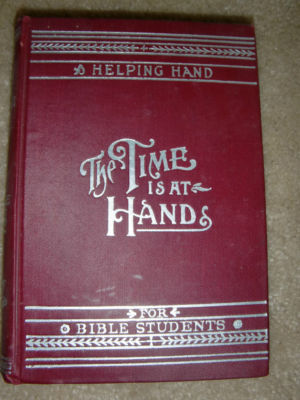 A HELPING HAND
The TIME
IS AT
HAND
FOR
BIBLE STUDENTS